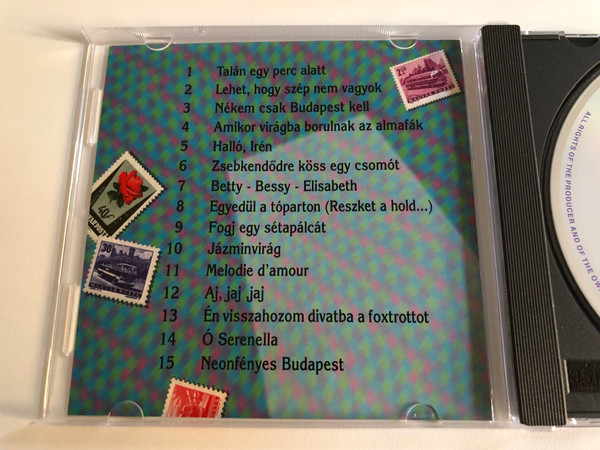 1 Talán egy perc alatt
2 Lehet, hogy szép nem vagyok
3 Nékem csak Budapest kell
4 Amikor virágba borulnak az almafák
5 Halló, Irén
6 Zsebkendődre köss egy csomót
7 Betty - Bessy - Elisabeth
8 Egyedül a tóparton (Reszket a hold...)
9 Fogj egy sétapálcát
10 Jázminvirág
11 Melodie d'amour
12 Aj, jaj ,jaj
13 Én visszahozom divatba a foxtrottot
14 Ó Serenella
15 Neonfényes Budapest
40f
30f
ALL RIGHTS OF THE PRODUCER AND OF THE OW